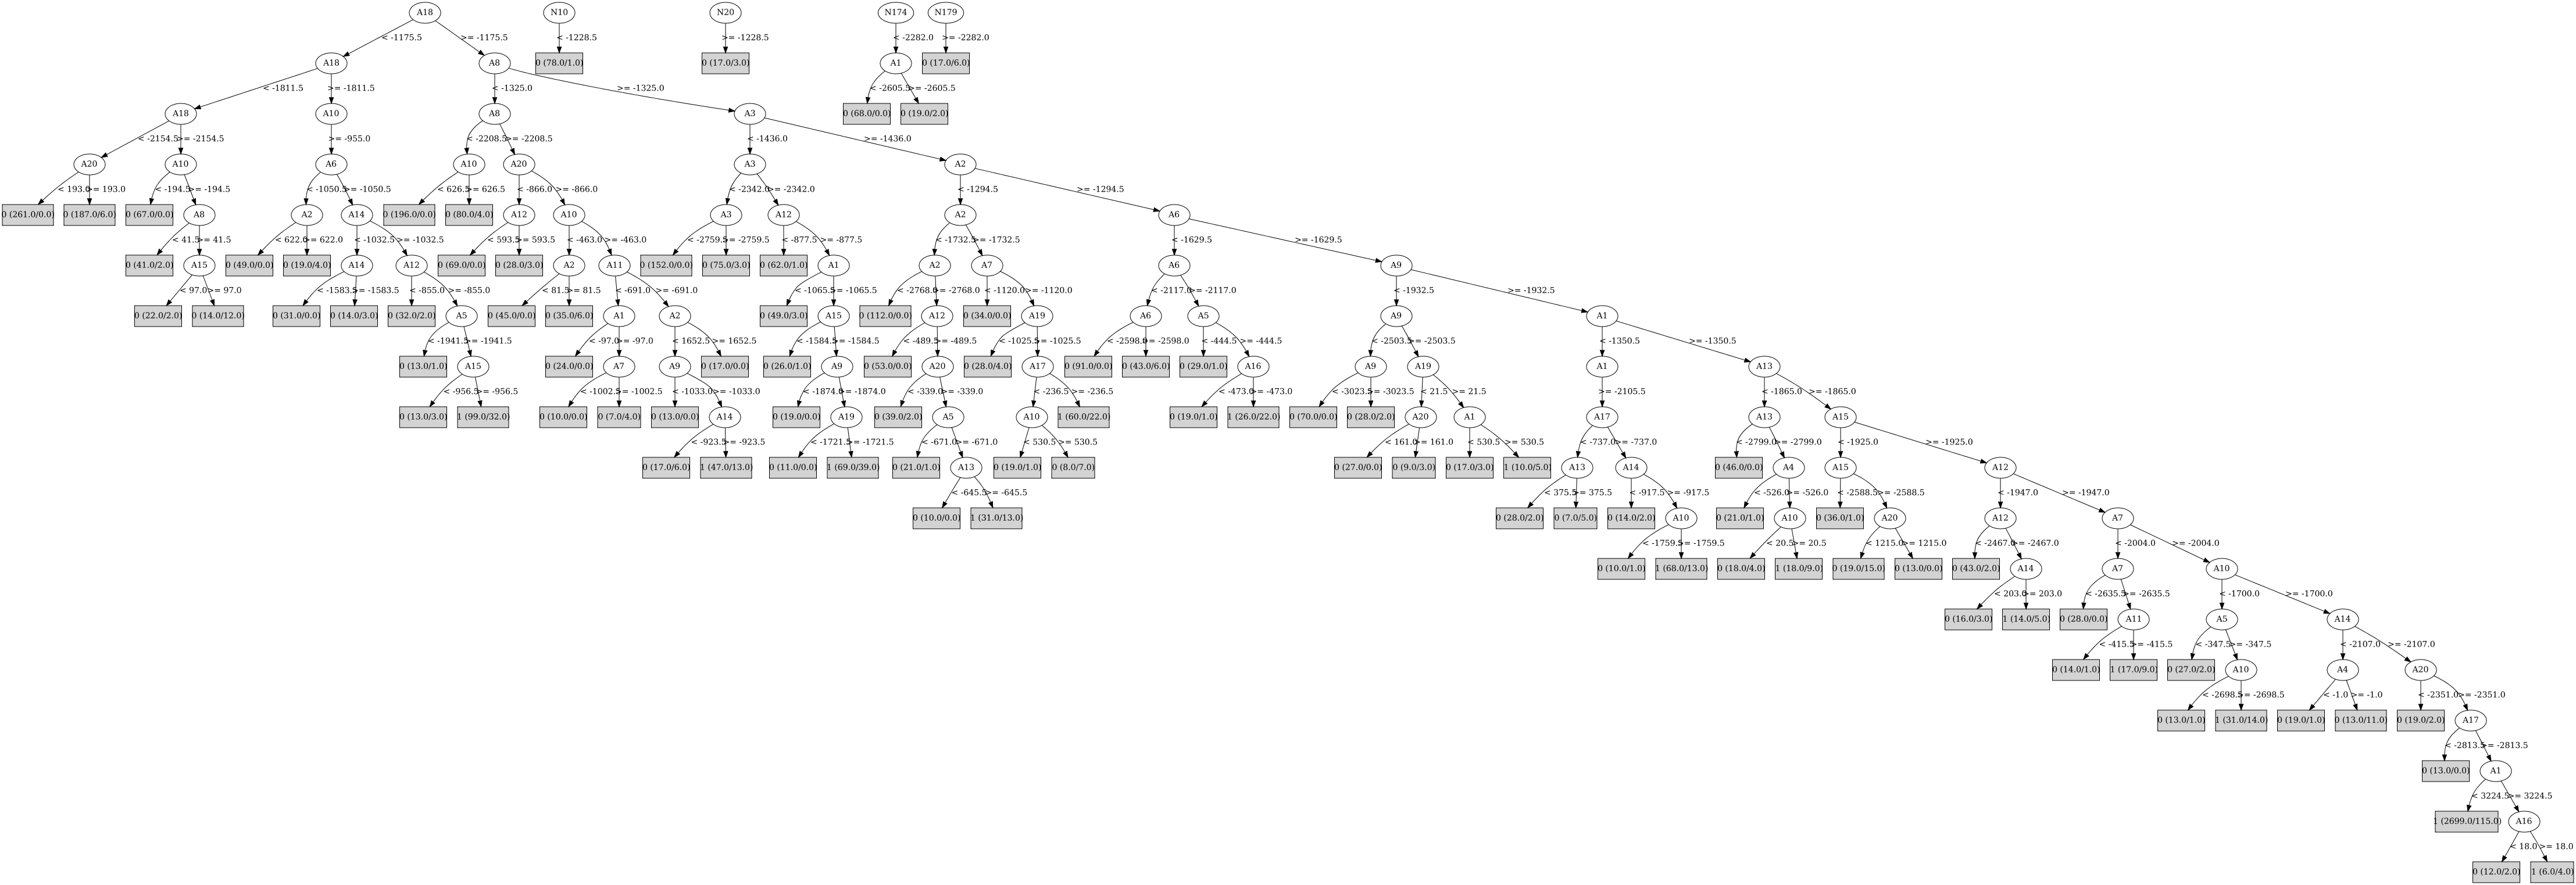 A18 N10 N20 N174 N179
< -1175.5 >= -1175.5 < -1228.5 >= -1228.5 < -2282.0 >= -2282.0
A18 A8 0 (78.0/1.0) 0 (17.0/3.0) A1 0 (17.0/6.0)
< -1811.5 >= -1811.5 < -1325.0 >= -1325.0 < -2605.5 >= -2605.5
A18 A10 A8 A3 0 (68.0/0.0) 0 (19.0/2.0)
< -2154.5 >= -2154.5 >= -955.0 < -2208.5 >= -2208.5 < -1436.0 >= -1436.0
A20 A10 A6 A10 A20 A3 A2
< 193.0 >= 193.0 < -194.5 >= -194.5 < -1050.5 >= -1050.5 < 626.5 >= 626.5 < -866.0 >= -866.0 < -2342.0 >= -2342.0 < -1294.5 >= -1294.5
0 (261.0/0.0) 0 (187.0/6.0) 0 (67.0/0.0) A8 A2 A14 0 (196.0/0.0) 0 (80.0/4.0) A12 A10 A3 A12 A2 A6
< 41.5 >= 41.5 < 622.0 >= 622.0 < -1032.5 >= -1032.5 < 593.5 >= 593.5 < -463.0 >= -463.0 < -2759.5 >= -2759.5 < -877.5 >= -877.5 < -1732.5 >= -1732.5 < -1629.5 >= -1629.5
0 (41.0/2.0) A15 0 (49.0/0.0) 0 (19.0/4.0) A14 A12 0 (69.0/0.0) 0 (28.0/3.0) A2 A11 0 (152.0/0.0) 0 (75.0/3.0) 0 (62.0/1.0) A1 A2 A7 A6 A9
< 97.0 >= 97.0 < -1583.5 >= -1583.5 < -855.0 >= -855.0 < 81.5 >= 81.5 < -691.0 >= -691.0 < -1065.5 >= -1065.5 < -2768.0 >= -2768.0 < -1120.0 >= -1120.0 < -2117.0 >= -2117.0 < -1932.5 >= -1932.5
0 (22.0/2.0) 0 (14.0/12.0) 0 (31.0/0.0) 0 (14.0/3.0) 0 (32.0/2.0) A5 0 (45.0/0.0) 0 (35.0/6.0) A1 A2 0 (49.0/3.0) A15 0 (112.0/0.0) A12 0 (34.0/0.0) A19 A6 A5 A9 A1
< -1941.5 >= -1941.5 < -97.0 >= -97.0 < 1652.5 >= 1652.5 < -1584.5 >= -1584.5 < -489.5 >= -489.5 < -1025.5 >= -1025.5 < -2598.0 >= -2598.0 < -444.5 >= -444.5 < -2503.5 >= -2503.5 < -1350.5 >= -1350.5
0 (13.0/1.0) A15 0 (24.0/0.0) A7 A9 0 (17.0/0.0) 0 (26.0/1.0) A9 0 (53.0/0.0) A20 0 (28.0/4.0) A17 0 (91.0/0.0) 0 (43.0/6.0) 0 (29.0/1.0) A16 A9 A19 A1 A13
< -956.5 >= -956.5 < -1002.5 >= -1002.5 < -1033.0 >= -1033.0 < -1874.0 >= -1874.0 < -339.0 >= -339.0 < -236.5 >= -236.5 < -473.0 >= -473.0 < -3023.5 >= -3023.5 < 21.5 >= 21.5 >= -2105.5 < -1865.0 >= -1865.0
0 (13.0/3.0) 1 (99.0/32.0) 0 (10.0/0.0) 0 (7.0/4.0) 0 (13.0/0.0) A14 0 (19.0/0.0) A19 0 (39.0/2.0) A5 A10 1 (60.0/22.0) 0 (19.0/1.0) 1 (26.0/22.0) 0 (70.0/0.0) 0 (28.0/2.0) A20 A1 A17 A13 A15
< -923.5 >= -923.5 < -1721.5 >= -1721.5 < -671.0 >= -671.0 < 530.5 >= 530.5 < 161.0 >= 161.0 < 530.5 >= 530.5 < -737.0 >= -737.0 < -2799.0 >= -2799.0 < -1925.0 >= -1925.0
0 (17.0/6.0) 1 (47.0/13.0) 0 (11.0/0.0) 1 (69.0/39.0) 0 (21.0/1.0) A13 0 (19.0/1.0) 0 (8.0/7.0) 0 (27.0/0.0) 0 (9.0/3.0) 0 (17.0/3.0) 1 (10.0/5.0) A13 A14 0 (46.0/0.0) A4 A15 A12
< -645.5 >= -645.5 < 375.5 >= 375.5 < -917.5 >= -917.5 < -526.0 >= -526.0 < -2588.5 >= -2588.5 < -1947.0 >= -1947.0
0 (10.0/0.0) 1 (31.0/13.0) 0 (28.0/2.0) 0 (7.0/5.0) 0 (14.0/2.0) A10 0 (21.0/1.0) A10 0 (36.0/1.0) A20 A12 A7
< -1759.5 >= -1759.5 < 20.5 >= 20.5 < 1215.0 >= 1215.0 < -2467.0 >= -2467.0 < -2004.0 >= -2004.0
0 (10.0/1.0) 1 (68.0/13.0) 0 (18.0/4.0) 1 (18.0/9.0) 0 (19.0/15.0) 0 (13.0/0.0) 0 (43.0/2.0) A14 A7 A10
< 203.0 >= 203.0 < -2635.5 >= -2635.5 < -1700.0 >= -1700.0
0 (16.0/3.0) 1 (14.0/5.0) 0 (28.0/0.0) A11 A5 A14
< -415.5 >= -415.5 < -347.5 >= -347.5 < -2107.0 >= -2107.0
0 (14.0/1.0) 1 (17.0/9.0) 0 (27.0/2.0) A10 A4 A20
< -2698.5 >= -2698.5 < -1.0 >= -1.0 < -2351.0 >= -2351.0
0 (13.0/1.0) 1 (31.0/14.0) 0 (19.0/1.0) 0 (13.0/11.0) 0 (19.0/2.0) A17
< -2813.5 >= -2813.5
0 (13.0/0.0) A1
< 3224.5 >= 3224.5
1 (2699.0/115.0) A16
< 18.0 >= 18.0
0 (12.0/2.0) 1 (6.0/4.0)